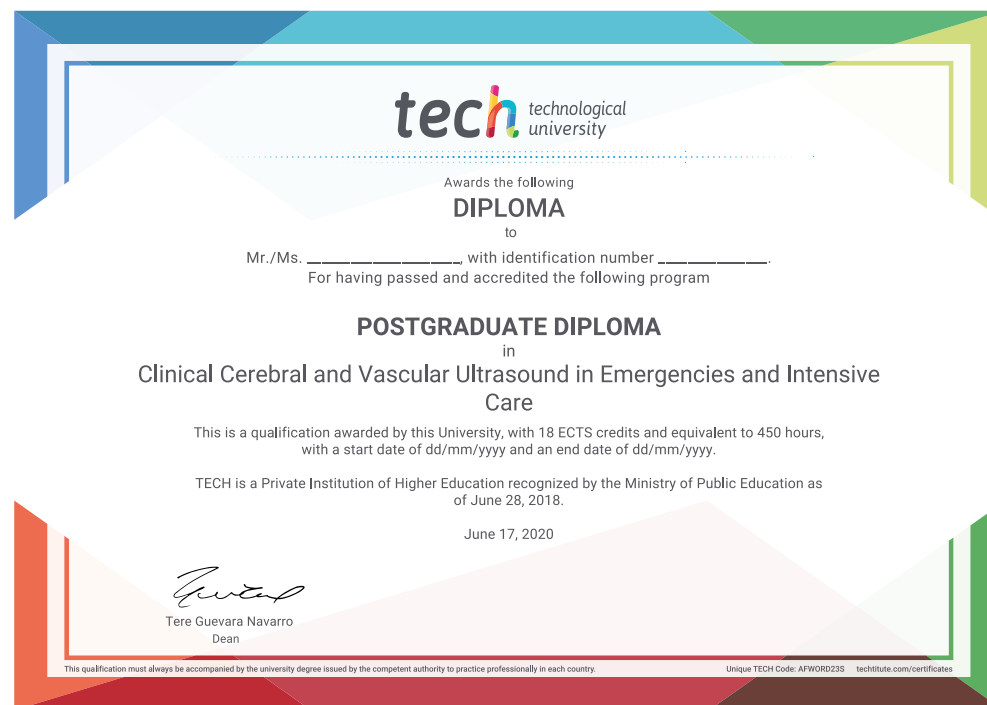 tech technological
university
Awards the following
DIPLOMA
to
Mr./Ms. ____________________, with identification number ______________.
For having passed and accredited the following program
POSTGRADUATE DIPLOMA
in
Clinical Cerebral and Vascular Ultrasound in Emergencies and Intensive
Care
This is a qualification awarded by this University, with 18 ECTS credits and equivalent to 450 hours,
with a start date of dd/mm/yyyy and an end date of dd/mm/yyyy.
TECH is a Private Institution of Higher Education recognized by the Ministry of Public Education as
of June 28, 2018.
June 17, 2020
Tere Guevara Navarro
Dean
This qualification must always be accompanied by the university degree issued by the competent authority to practice professionally in each country.
Unique TECH Code: AFWORD23S techtitute.com/certificates